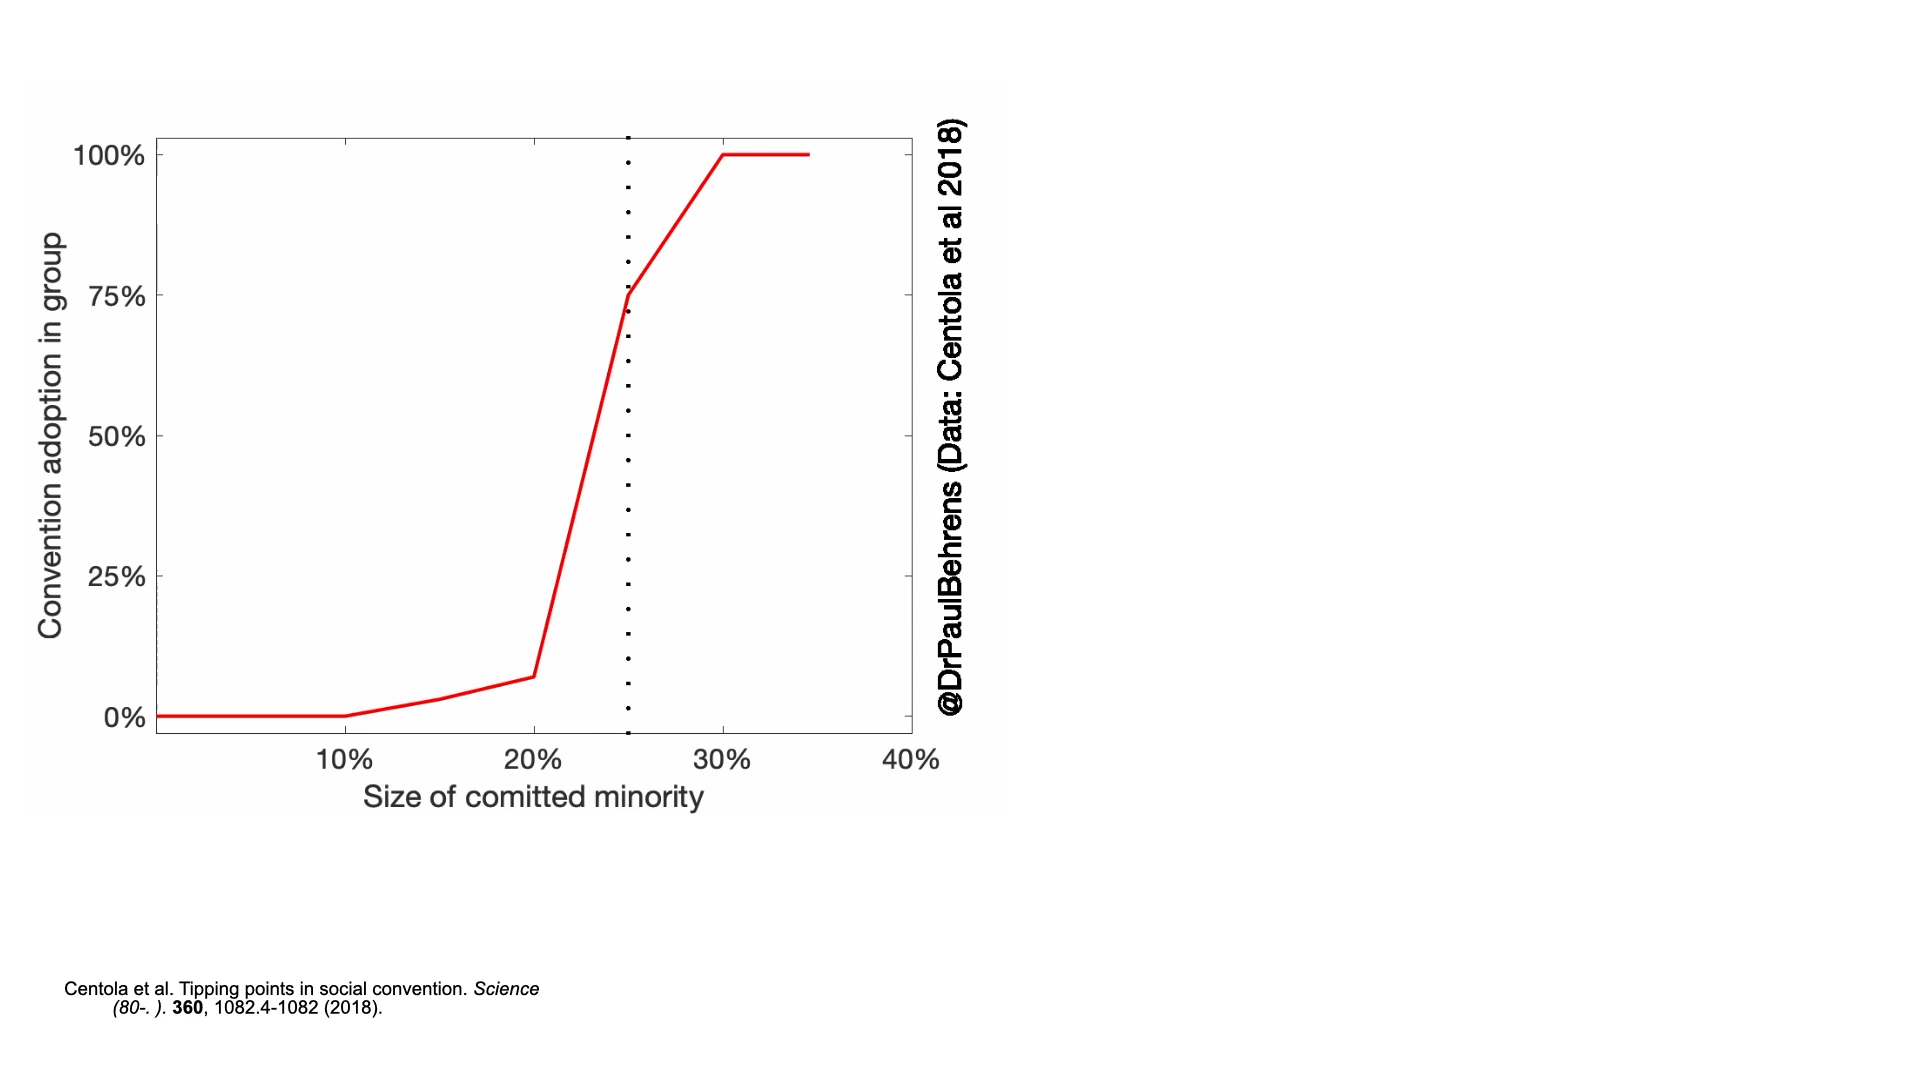 100%
75%
50%
25%
0%
Convention adoption in group
10%
20%
30%
40%
Size of comitted minority
@DrPaulBehrens (Data: Centola et al 2018)
Centola et al. Tipping points in social convention. Science
(80-. ). 360, 1082.4-1082 (2018).